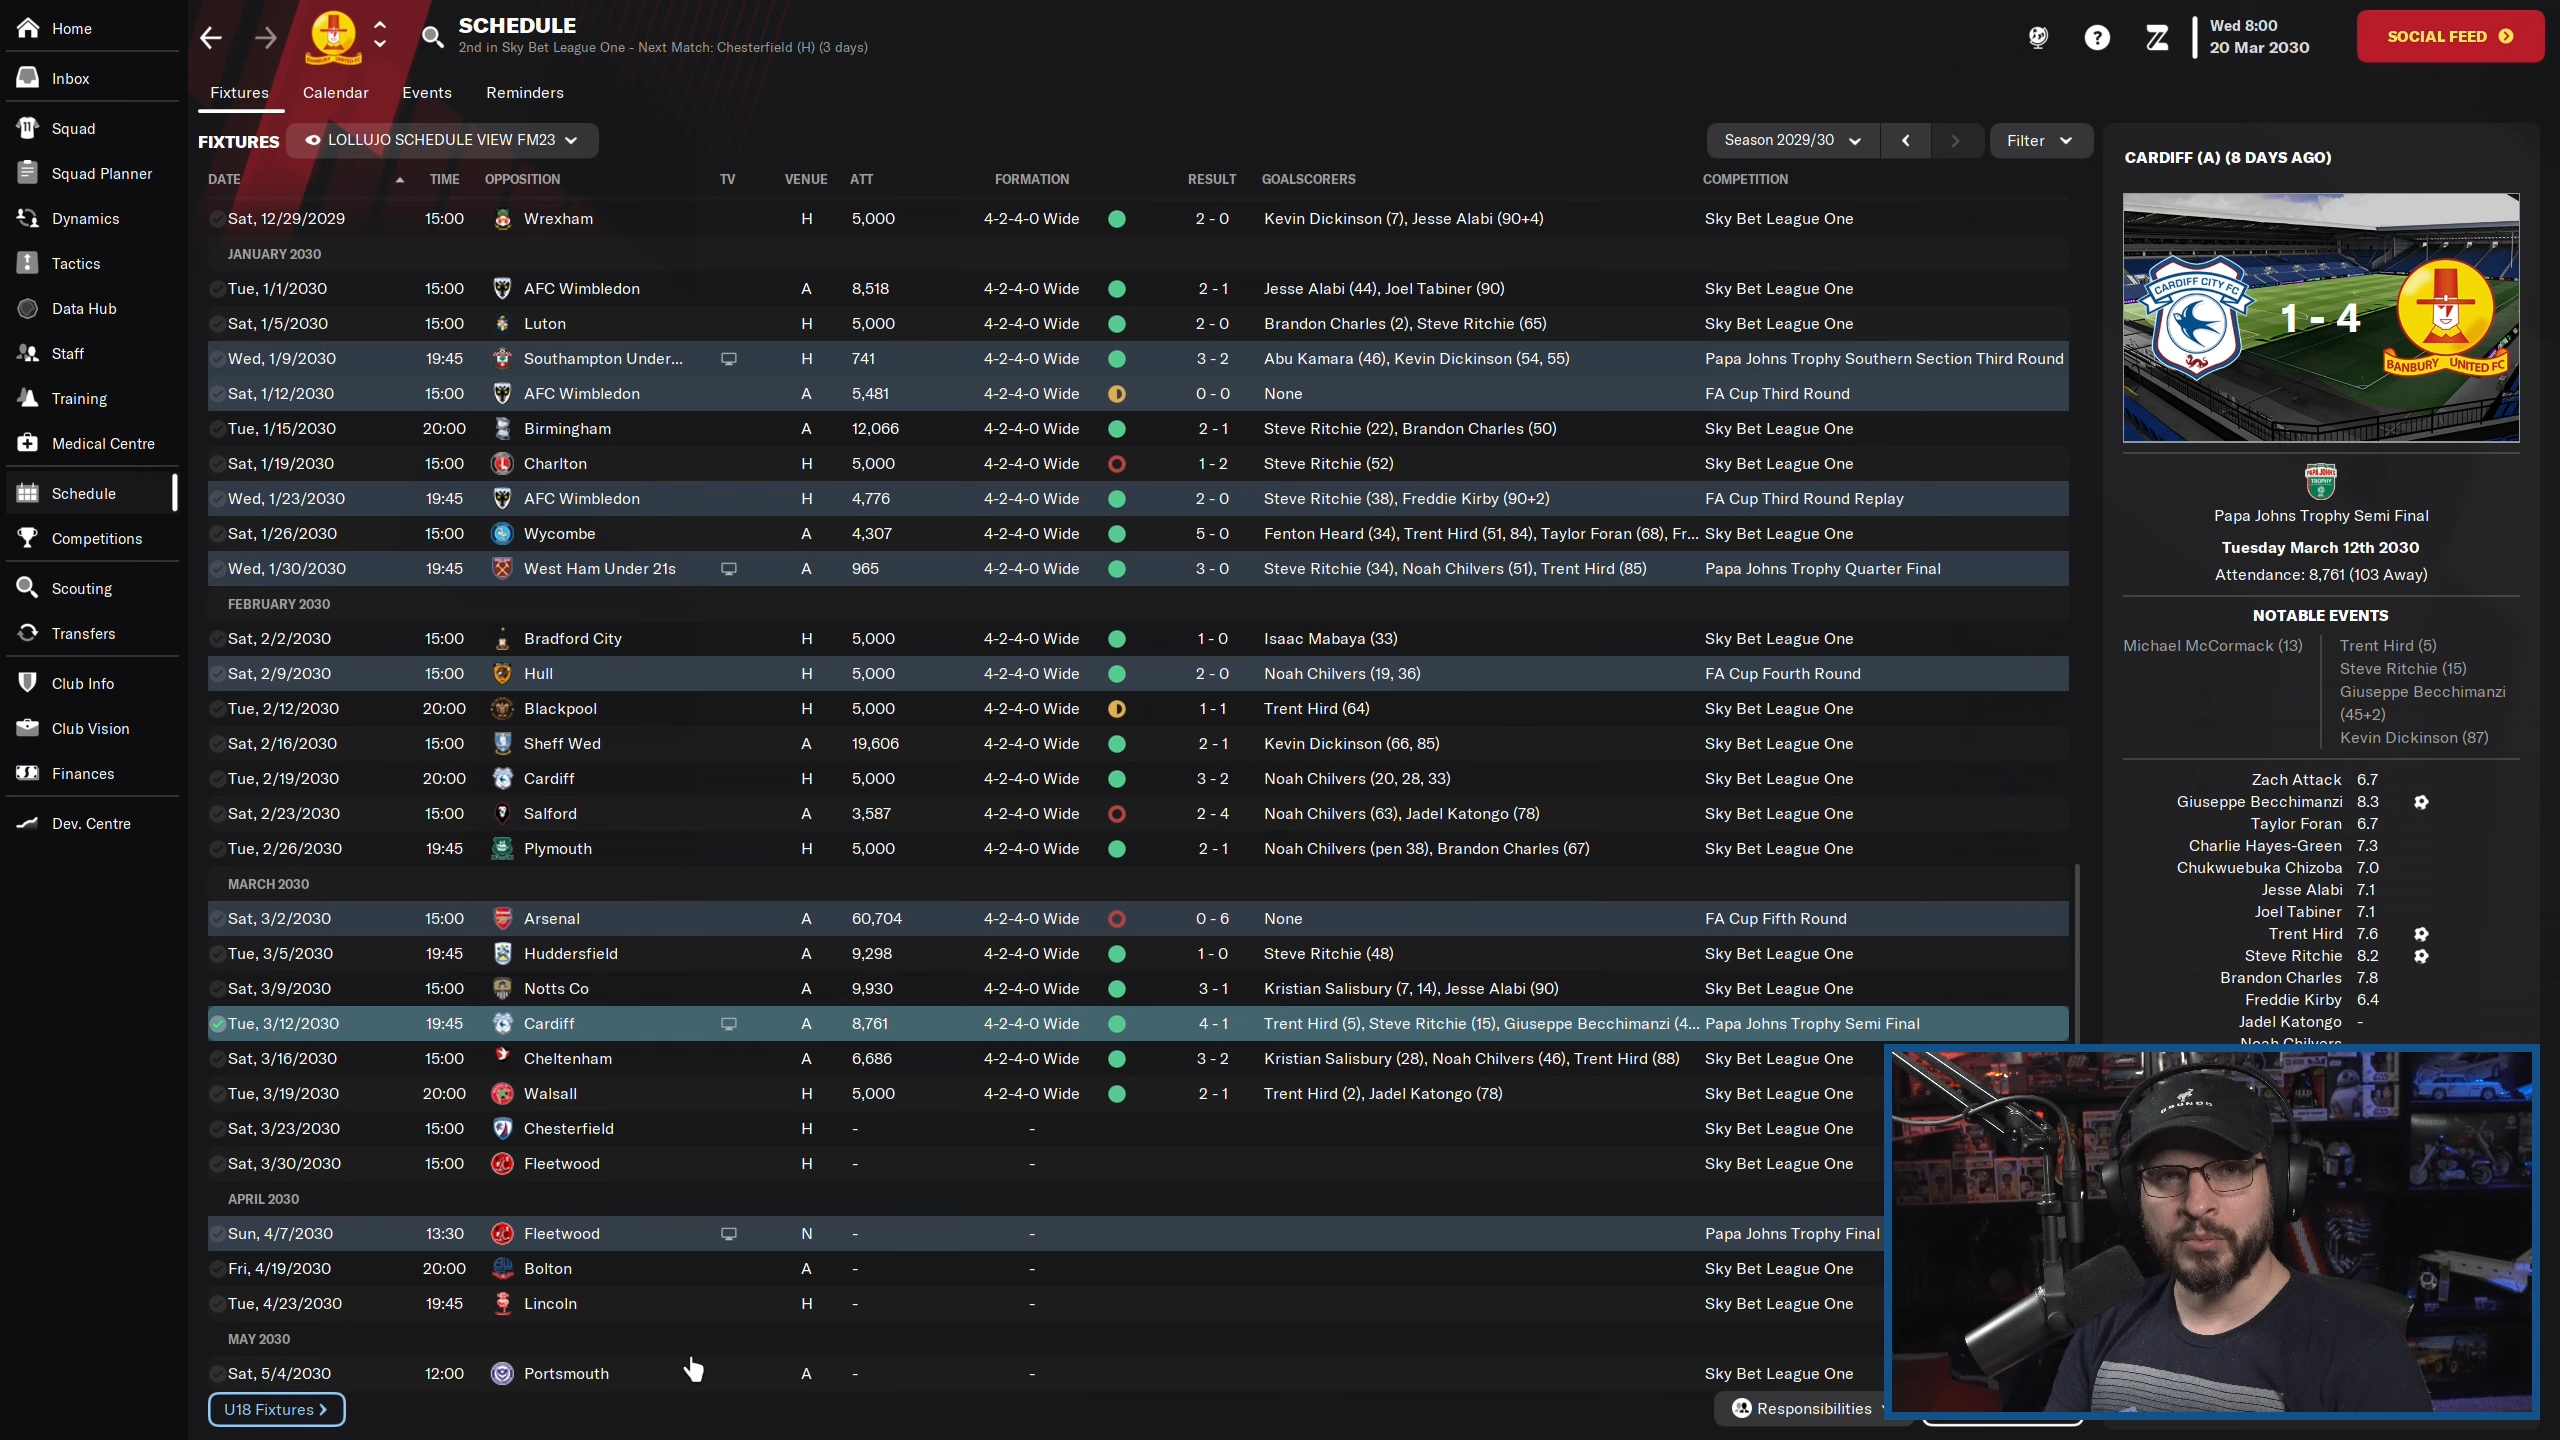 Home
Inbox
Squad
Squad Planner
Dynamics
Tactics
Data Hub
Staff
Training
Medical Centre
Schedule
Competitions
Scouting
Transfers
Club Info
Club Vision
Finances
Dev. Centre
BANBURY UNITED FC
SCHEDULE
2nd in Sky Bet League One - Next Match: Chesterfield (H) (3 days)
Wed 8:00
20 Mar 2030
SOCIAL FEED
Fixtures Calendar Events Reminders
FIXTURES LOLLUJO SCHEDULE VIEW FM23 Season 2029/30 Filter
DATE TIME OPPOSITION TV VENUE ATT FORMATION RESULT GOALSCORERS COMPETITION
Sat, 12/29/2029 15:00 Wrexham H 5,000 4-2-4-0 Wide 2 - 0 Kevin Dickinson (7), Jesse Alabi (90+4) Sky Bet League One
JANUARY 2030
Tue, 1/1/2030 15:00 AFC Wimbledon A 8,518 4-2-4-0 Wide 2 - 1 Jesse Alabi (44), Joel Tabiner (90) Sky Bet League One
Sat, 1/5/2030 15:00 Luton H 5,000 4-2-4-0 Wide 2 - 0 Brandon Charles (2), Steve Ritchie (65) Sky Bet League One
Wed, 1/9/2030 19:45 Southampton Under... H 741 4-2-4-0 Wide 3 - 2 Abu Kamara (46), Kevin Dickinson (54, 55) Papa Johns Trophy Southern Section Third Round
Sat, 1/12/2030 15:00 AFC Wimbledon A 5,481 4-2-4-0 Wide 0 - 0 None FA Cup Third Round
Tue, 1/15/2030 20:00 Birmingham A 12,066 4-2-4-0 Wide 2 - 1 Steve Ritchie (22), Brandon Charles (50) Sky Bet League One
Sat, 1/19/2030 15:00 Charlton H 5,000 4-2-4-0 Wide 1 - 2 Steve Ritchie (52) Sky Bet League One
Wed, 1/23/2030 19:45 AFC Wimbledon H 4,776 4-2-4-0 Wide 2 - 0 Steve Ritchie (38), Freddie Kirby (90+2) FA Cup Third Round Replay
Sat, 1/26/2030 15:00 Wycombe A 4,307 4-2-4-0 Wide 5 - 0 Fenton Heard (34), Trent Hird (51, 84), Taylor Foran (68), Fr... Sky Bet League One
Wed, 1/30/2030 19:45 West Ham Under 21s A 965 4-2-4-0 Wide 3 - 0 Steve Ritchie (34), Noah Chilvers (51), Trent Hird (85) Papa Johns Trophy Quarter Final
FEBRUARY 2030
Sat, 2/2/2030 15:00 Bradford City H 5,000 4-2-4-0 Wide 1 - 0 Isaac Mabaya (33) Sky Bet League One
Sat, 2/9/2030 15:00 Hull H 5,000 4-2-4-0 Wide 2 - 0 Noah Chilvers (19, 36) FA Cup Fourth Round
Tue, 2/12/2030 20:00 Blackpool H 5,000 4-2-4-0 Wide 1 - 1 Trent Hird (64) Sky Bet League One
Sat, 2/16/2030 15:00 Sheff Wed A 19,606 4-2-4-0 Wide 2 - 1 Kevin Dickinson (66, 85) Sky Bet League One
Tue, 2/19/2030 20:00 Cardiff H 5,000 4-2-4-0 Wide 3 - 2 Noah Chilvers (20, 28, 33) Sky Bet League One
Sat, 2/23/2030 15:00 Salford A 3,587 4-2-4-0 Wide 2 - 4 Noah Chilvers (63), Jadel Katongo (78) Sky Bet League One
Tue, 2/26/2030 19:45 Plymouth H 5,000 4-2-4-0 Wide 2 - 1 Noah Chilvers (pen 38), Brandon Charles (67) Sky Bet League One
MARCH 2030
Sat, 3/2/2030 15:00 Arsenal A 60,704 4-2-4-0 Wide 0 - 6 None FA Cup Fifth Round
Tue, 3/5/2030 19:45 Huddersfield A 9,298 4-2-4-0 Wide 1 - 0 Steve Ritchie (48) Sky Bet League One
Sat, 3/9/2030 15:00 Notts Co A 9,930 4-2-4-0 Wide 3 - 1 Kristian Salisbury (7, 14), Jesse Alabi (90) Sky Bet League One
Tue, 3/12/2030 19:45 Cardiff A 8,761 4-2-4-0 Wide 4 - 1 Trent Hird (5), Steve Ritchie (15), Giuseppe Becchimanzi (4... Papa Johns Trophy Semi Final
Sat, 3/16/2030 15:00 Cheltenham A 6,686 4-2-4-0 Wide 3 - 2 Kristian Salisbury (28), Noah Chilvers (46), Trent Hird (88) Sky Bet League One
Tue, 3/19/2030 20:00 Walsall H 5,000 4-2-4-0 Wide 2 - 1 Trent Hird (2), Jadel Katongo (78) Sky Bet League One
Sat, 3/23/2030 15:00 Chesterfield H - - Sky Bet League One
Sat, 3/30/2030 15:00 Fleetwood H - - Sky Bet League One
APRIL 2030
Sun, 4/7/2030 13:30 Fleetwood N - - Papa Johns Trophy Final
Fri, 4/19/2030 20:00 Bolton A - - Sky Bet League One
Tue, 4/23/2030 19:45 Lincoln H - - Sky Bet League One
MAY 2030
Sat, 5/4/2030 12:00 Portsmouth A - - Sky Bet League One
U18 Fixtures
Responsibilities
CARDIFF (A) (8 DAYS AGO)
CARDIFF CITY FC
1 - 4
BANBURY UNITED FC
PAPA JOHNS TROPHY
Papa Johns Trophy Semi Final
Tuesday March 12th 2030
Attendance: 8,761 (103 Away)
NOTABLE EVENTS
Michael McCormack (13)
Trent Hird (5)
Steve Ritchie (15)
Giuseppe Becchimanzi
(45+2)
Kevin Dickinson (87)
Zach Attack 6.7
Giuseppe Becchimanzi 8.3
Taylor Foran 6.7
Charlie Hayes-Green 7.3
Chukwuebuka Chizoba 7.0
Jesse Alabi 7.1
Joel Tabiner 7.1
Trent Hird 7.6
Steve Ritchie 8.2
Brandon Charles 7.8
Freddie Kirby 6.4
Jadel Katongo -
Noah Chilvers
BRONCO